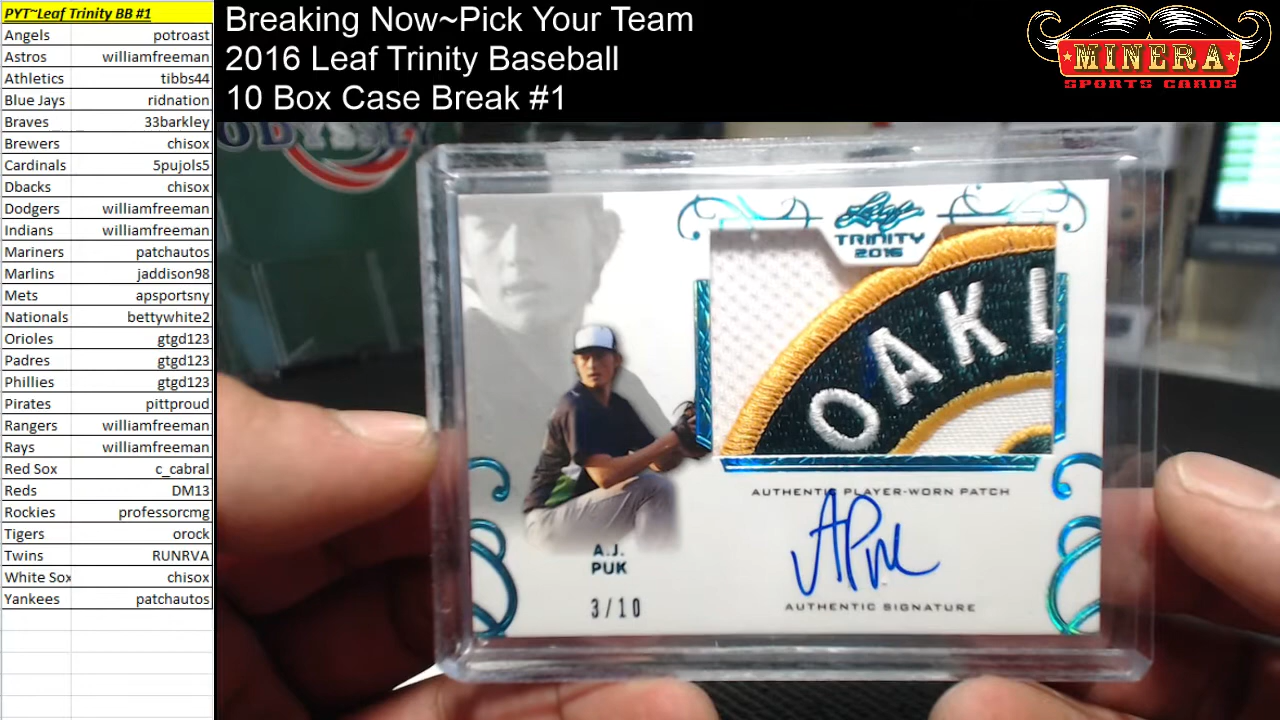 PYT~Leaf Trinity BB #1
Angels potroast
Astros williamfreeman
Athletics tibbs44
Blue Jays ridnation
Braves 33barkley
Brewers chisox
Cardinals 5pujols5
Dbacks chisox
Dodgers williamfreeman
Indians williamfreeman
Mariners patchautos
Marlins jaddison98
Mets apsportsny
Nationals bettywhite2
Orioles gtgd123
Padres gtgd123
Phillies gtgd123
Pirates pittproud
Rangers williamfreeman
Rays williamfreeman
Red Sox c_cabral
Reds DM13
Rockies professorcmg
Tigers orock
Twins RUNRVA
White Sox chisox
Yankees patchautos
Breaking Now~Pick Your Team
2016 Leaf Trinity Baseball
10 Box Case Break #1
MINERA
SPORTS CARDS
ODYSSEY
Leaf
TRINITY
2016
OAKL
AUTHENTIC PLAYER-WORN PATCH
A.J.
PUK
3/10
APuk
AUTHENTIC SIGNATURE